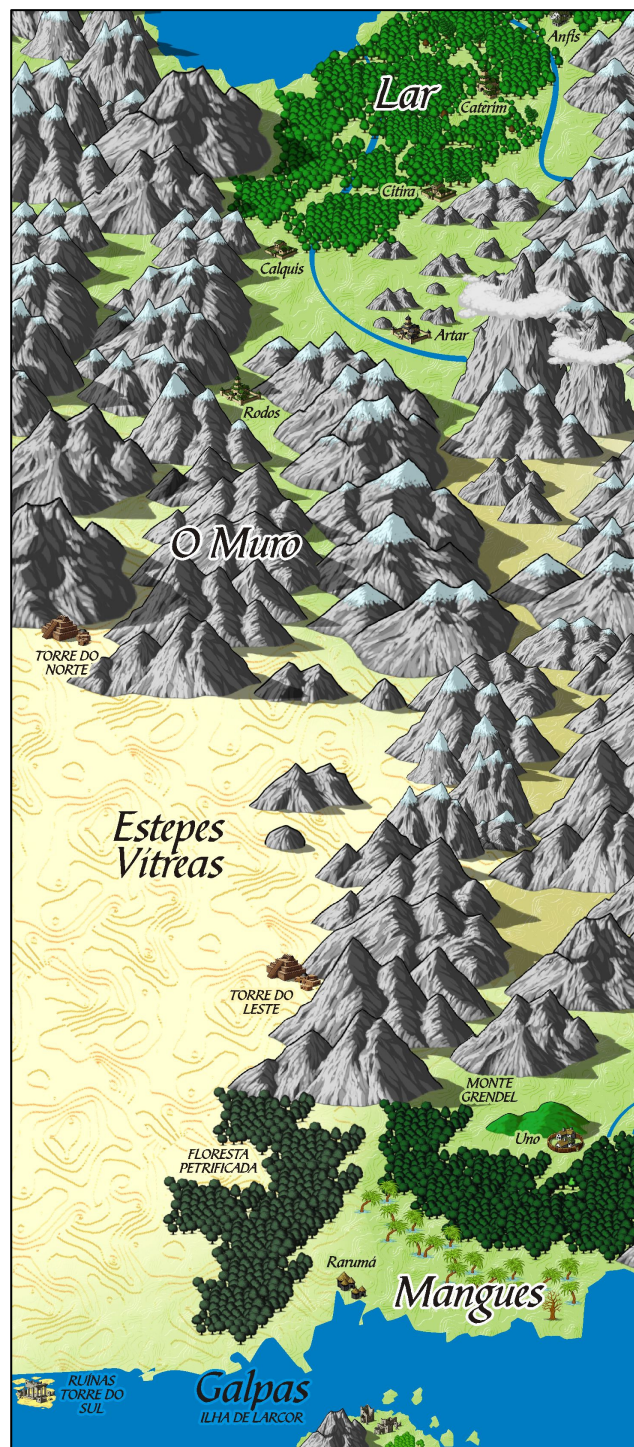 Anfis
Lar
Caterim
Citira
Calquis
Artar
Rodos
O Muro
TORRE DO
NORTE
Estepes
Vítreas
TORRE DO
LESTE
MONTE
GRENDEL
Uno
FLORESTA
PETRIFICADA
Rarumá
Mangues
RUÍNAS
TORRE DO
SUL
Galpas
ILHA DE LARCOR